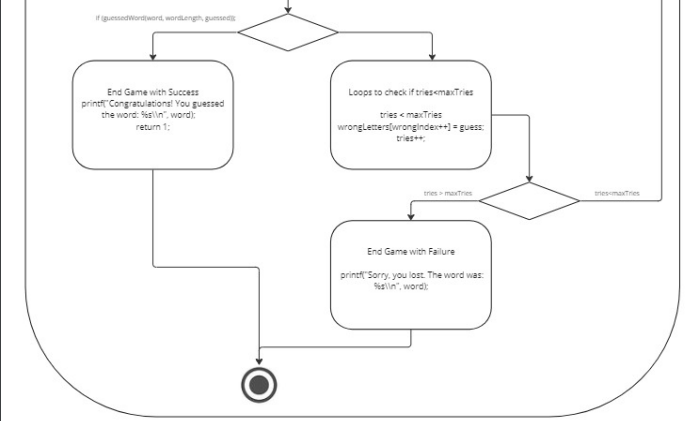 if (guessedWord(word, wordLength, guessed));
End Game with Success
printf("Congratulations! You guessed
the word: %s\\n", word);
return 1;
Loops to check if tries<maxTries
tries < maxTries
wrongLetters[wrongIndex++] = guess;
tries++;
tries > maxTries
tries<maxTries
End Game with Failure
printf("Sorry, you lost. The word was:
%s\\n", word);